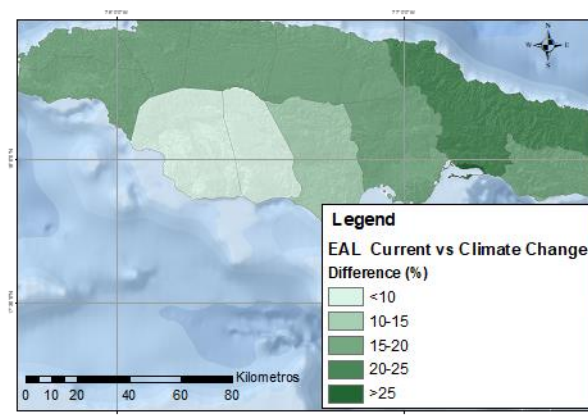 N
W E
S
Legend
EAL Current vs Climate Change
Difference (%)
<10
10-15
15-20
20-25
>25
Kilometros
0 10 20 40 60 80